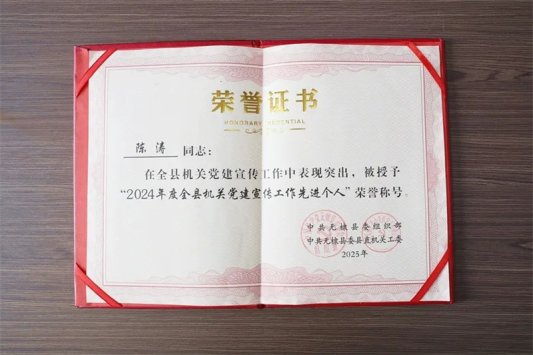 荣誉证书
HONORARY CREDENTIAL
陈涛 同志:
在全县机关党建宣传工作中表现突出，被授予
“2024年度全县机关党建宣传工作先进个人”荣誉称号。
中共无棣县委组织部
中共无棣县委县直机关工委
2025年